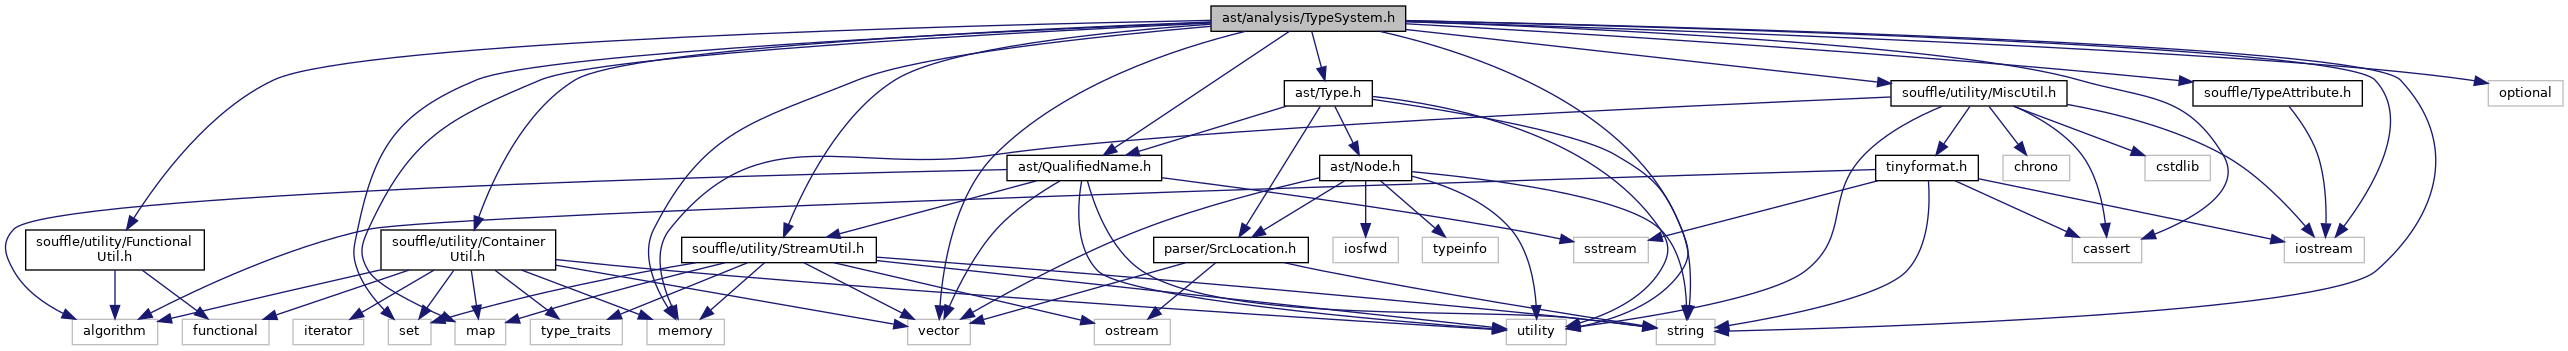 ast/analysis/TypeSystem.h
ast/Type.h
souffle/utility/MiscUtil.h
souffle/TypeAttribute.h
optional
ast/QualifiedName.h
ast/Node.h
tinyformat.h
chrono
cstdlib
souffle/utility/Functional
Util.h
souffle/utility/Container
Util.h
souffle/utility/StreamUtil.h
parser/SrcLocation.h
iosfwd
typeinfo
sstream
cassert
iostream
algorithm
functional
iterator
set
map
type_traits
memory
vector
ostream
utility
string